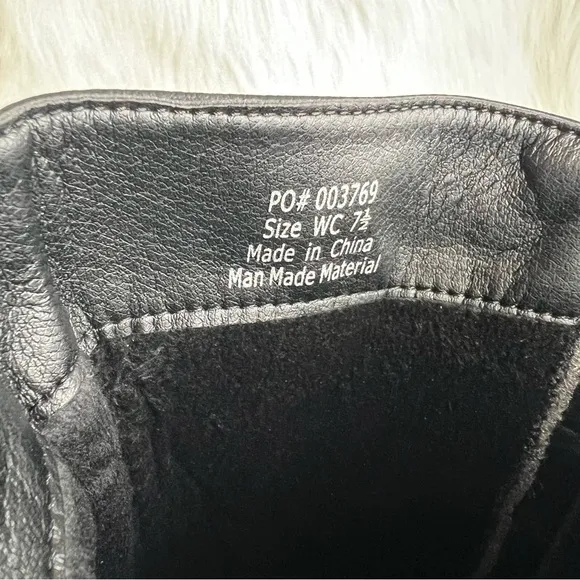 PO# 003769
Size WC 7½
Made in China
Man Made Material